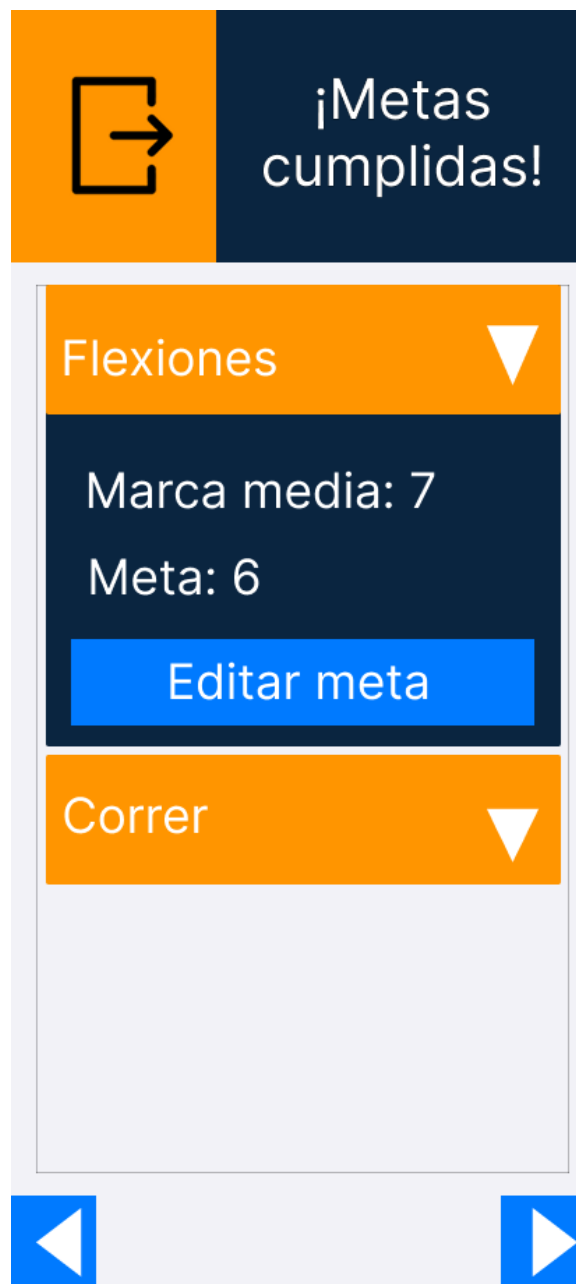 ¡Metas
cumplidas!
Flexiones
Marca media: 7
Meta: 6
Editar meta
Correr